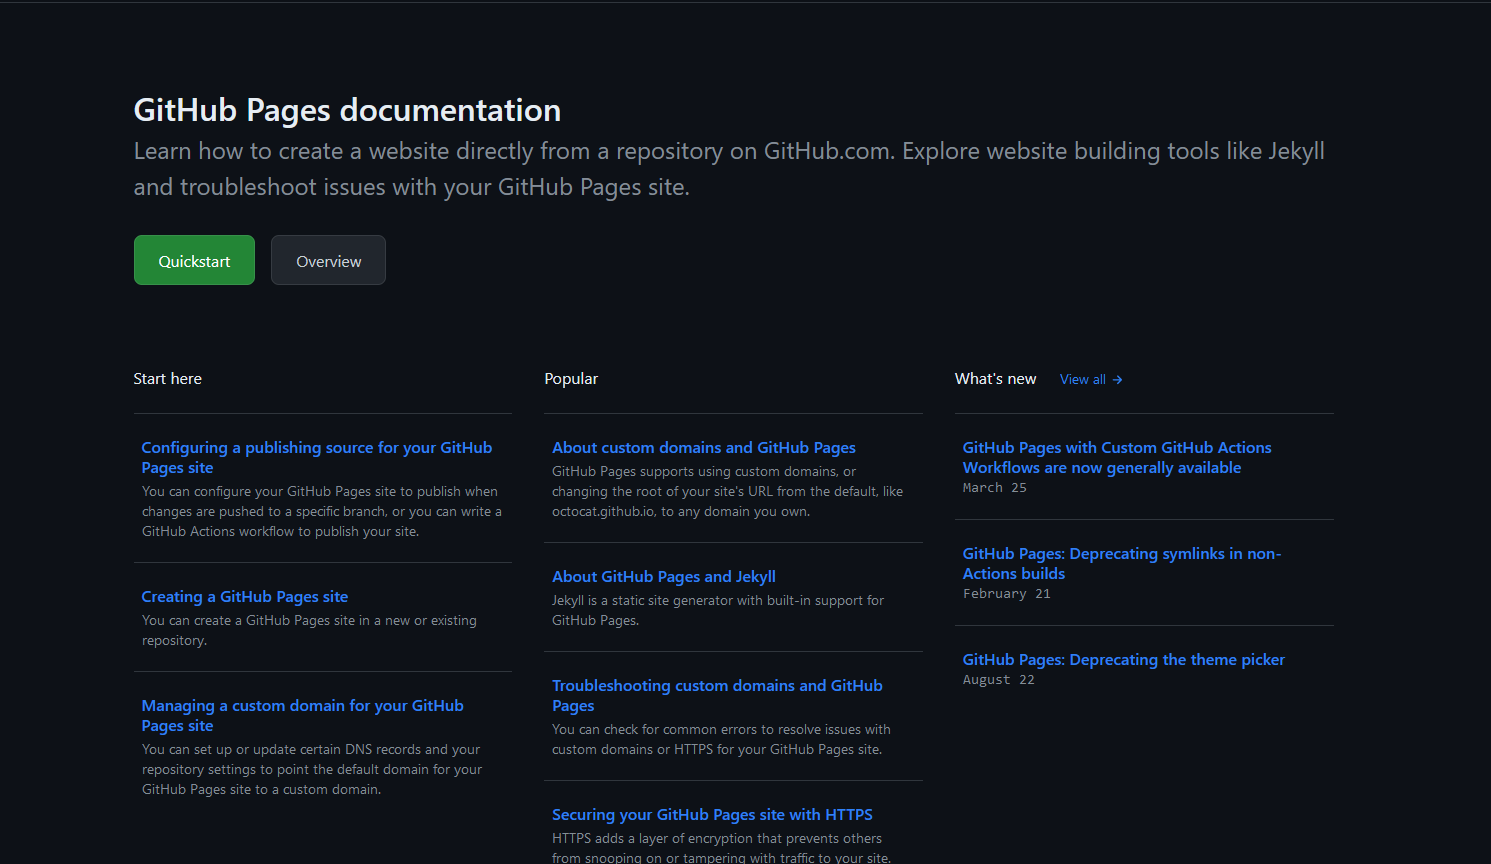 GitHub Pages documentation
Learn how to create a website directly from a repository on GitHub.com. Explore website building tools like Jekyll
and troubleshoot issues with your GitHub Pages site.
Quickstart
Overview
Start here
Configuring a publishing source for your GitHub
Pages site
You can configure your GitHub Pages site to publish when
changes are pushed to a specific branch, or you can write a
GitHub Actions workflow to publish your site.
Creating a GitHub Pages site
You can create a GitHub Pages site in a new or existing
repository.
Managing a custom domain for your GitHub
Pages site
You can set up or update certain DNS records and your
repository settings to point the default domain for your
GitHub Pages site to a custom domain.
Popular
About custom domains and GitHub Pages
GitHub Pages supports using custom domains, or
changing the root of your site's URL from the default, like
octocat.github.io, to any domain you own.
About GitHub Pages and Jekyll
Jekyll is a static site generator with built-in support for
GitHub Pages.
Troubleshooting custom domains and GitHub
Pages
You can check for common errors to resolve issues with
custom domains or HTTPS for your GitHub Pages site.
Securing your GitHub Pages site with HTTPS
HTTPS adds a layer of encryption that prevents others
from snooping on or tampering with traffic to your site.
What's new
View all →
GitHub Pages with Custom GitHub Actions
Workflows are now generally available
March 25
GitHub Pages: Deprecating symlinks in non-
Actions builds
February 21
GitHub Pages: Deprecating the theme picker
August 22